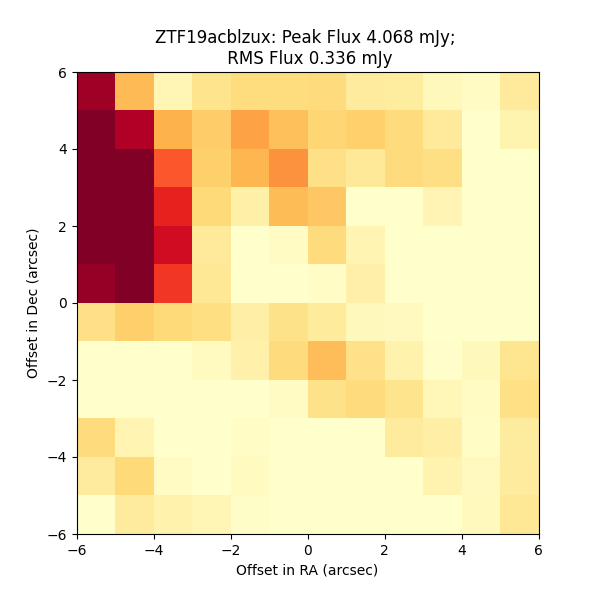 ZTF19acblzux: Peak Flux 4.068 mJy;
RMS Flux 0.336 mJy
6
4
2
0
−2
−4
−6
Offset in Dec (arcsec)
−6 −4 −2 0 2 4 6
Offset in RA (arcsec)